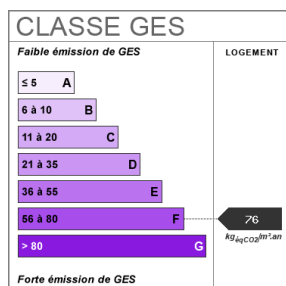 CLASSE GES
Faible émission de GES
LOGEMENT
≤ 5 A
6 à 10 B
11 à 20 C
21 à 35 D
36 à 55 E
56 à 80 F
76
kgéqCO2/m².an
> 80 G
Forte émission de GES